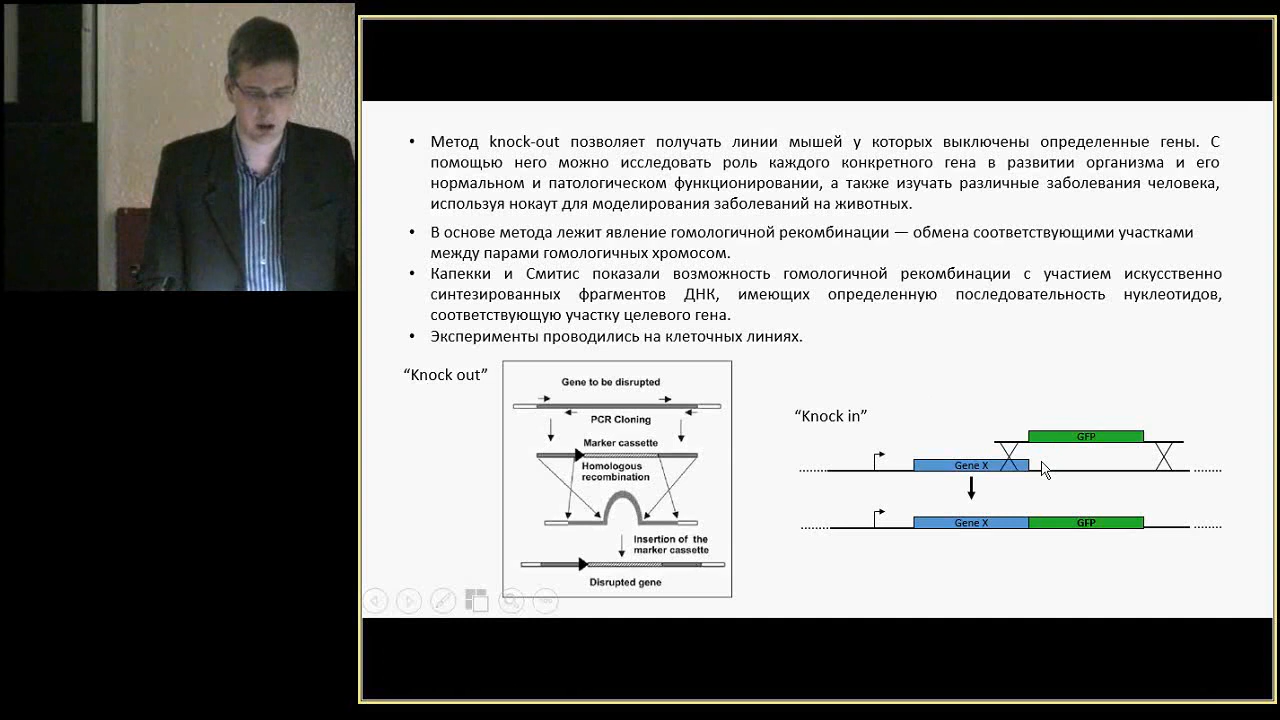 • Метод knock-out позволяет получать линии мышей у которых выключены определенные гены. С
помощью него можно исследовать роль каждого конкретного гена в развитии организма и его
нормальном и патологическом функционировании, а также изучать различные заболевания человека,
используя нокаут для моделирования заболеваний на животных.
• В основе метода лежит явление гомологичной рекомбинации — обмена соответствующими участками
между парами гомологичных хромосом.
• Капекки и Смитис показали возможность гомологичной рекомбинации с участием искусственно
синтезированных фрагментов ДНК, имеющих определенную последовательность нуклеотидов,
соответствующую участку целевого гена.
• Эксперименты проводились на клеточных линиях.
“Knock out”
Gene to be disrupted
PCR Cloning
Marker cassette
Homologous
recombination
Insertion of the
marker cassette
Disrupted gene
“Knock in”
GFP
Gene X
Gene X
GFP